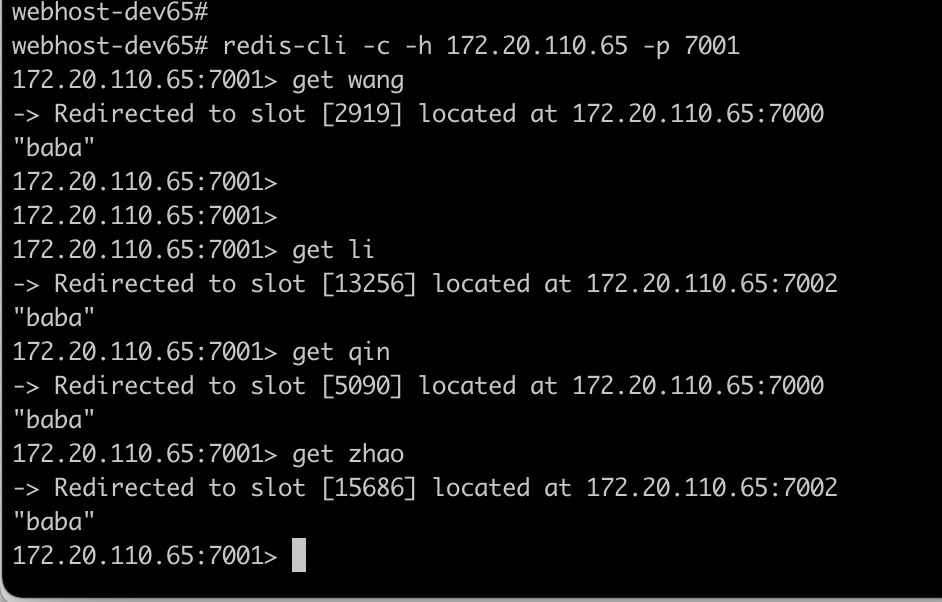 webhost-dev65#
webhost-dev65# redis-cli -c -h 172.20.110.65 -p 7001
172.20.110.65:7001> get wang
-> Redirected to slot [2919] located at 172.20.110.65:7000
"baba"
172.20.110.65:7001>
172.20.110.65:7001>
172.20.110.65:7001> get li
-> Redirected to slot [13256] located at 172.20.110.65:7002
"baba"
172.20.110.65:7001> get qin
-> Redirected to slot [5090] located at 172.20.110.65:7000
"baba"
172.20.110.65:7001> get zhao
-> Redirected to slot [15686] located at 172.20.110.65:7002
"baba"
172.20.110.65:7001>